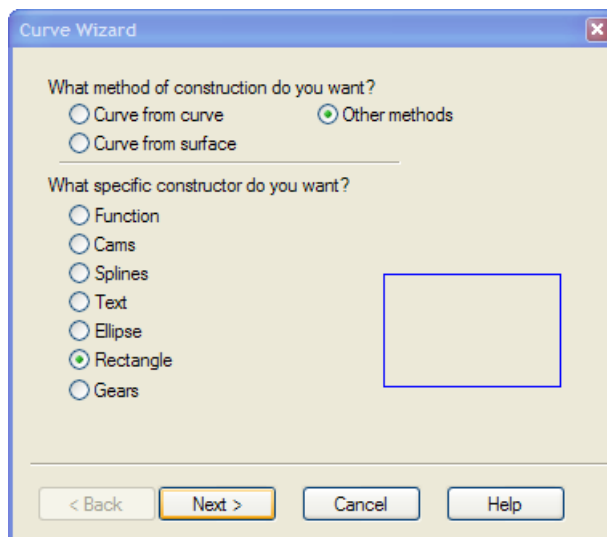 Curve Wizard
What method of construction do you want?
Curve from curve Other methods
Curve from surface
What specific constructor do you want?
Function
Cams
Splines
Text
Ellipse
Rectangle
Gears
< Back Next > Cancel Help